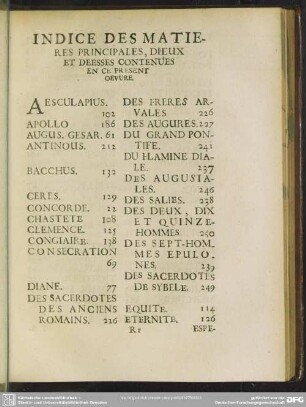 INDICE DES MATIE-
RES PRINCIPALES, DIEUX
ET DEESSES CONTENUES
EN CE PRESENT
OEVURE.
AESCULAPIUS.
102
APOLLO 186
AUGUS. CESAR. 61
ANTINOUS. 212
BACCHUS. 132
CERES. 129
CONCORDE. 22
CHASTETE 108
CLEMENCE. 125
CONGIAIRE. 138
CONSECRATION
69
DIANE. 77
DES SACERDOTES
DES ANCIENS
ROMAINS. 226
DES FRERES AR-
VALES 226
DES AUGURES. 227
DU GRAND PON-
TIFE. 241
DU FLAMINE DIA-
LE. 237
DES AUGUSTA-
LES. 246
DES SALIES. 238
DES DEUX, DIX
ET QUINZE-
HOMMES 240
DES SEPT-HOM-
MES EPULO-
NES. 239
DES SACERDOTES
DE SYBELE. 249
EQUITE. 114
ETERNITE. 126
Rr ESPE-